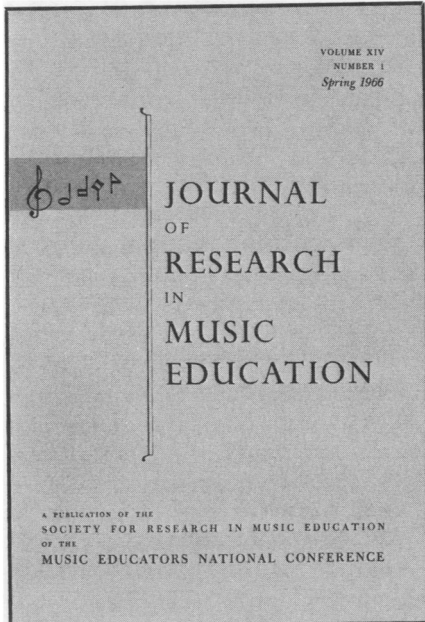 VOLUME XIV
NUMBER 1
Spring 1966
JOURNAL
OF
RESEARCH
IN
MUSIC
EDUCATION
A PUBLICATION OF THE
SOCIETY FOR RESEARCH IN MUSIC EDUCATION
OF THE
MUSIC EDUCATORS NATIONAL CONFERENCE